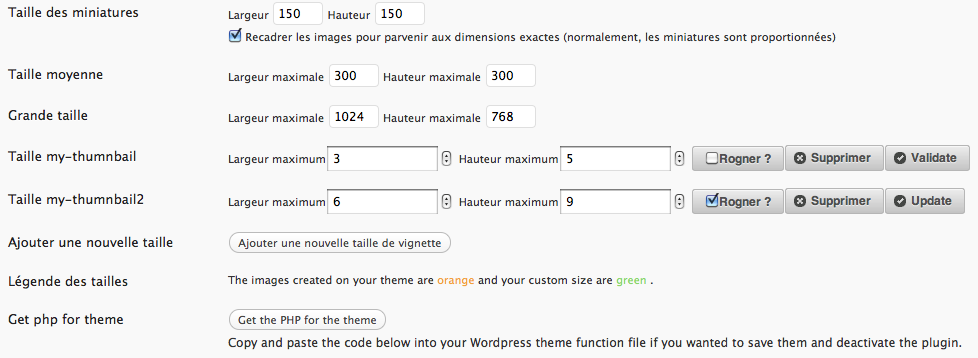 Taille des miniatures Largeur 150 Hauteur 150
Recadrer les images pour parvenir aux dimensions exactes (normalement, les miniatures sont proportionnées)
Taille moyenne Largeur maximale 300 Hauteur maximale 300
Grande taille Largeur maximale 1024 Hauteur maximale 768
Taille my-thumnbail Largeur maximum 3 Hauteur maximum 5 Rogner ? Supprimer Validate
Taille my-thumnbail2 Largeur maximum 6 Hauteur maximum 9 Rogner ? Supprimer Update
Ajouter une nouvelle taille Ajouter une nouvelle taille de vignette
Légende des tailles The images created on your theme are orange and your custom size are green .
Get php for theme Get the PHP for the theme
Copy and paste the code below into your Wordpress theme function file if you wanted to save them and deactivate the plugin.